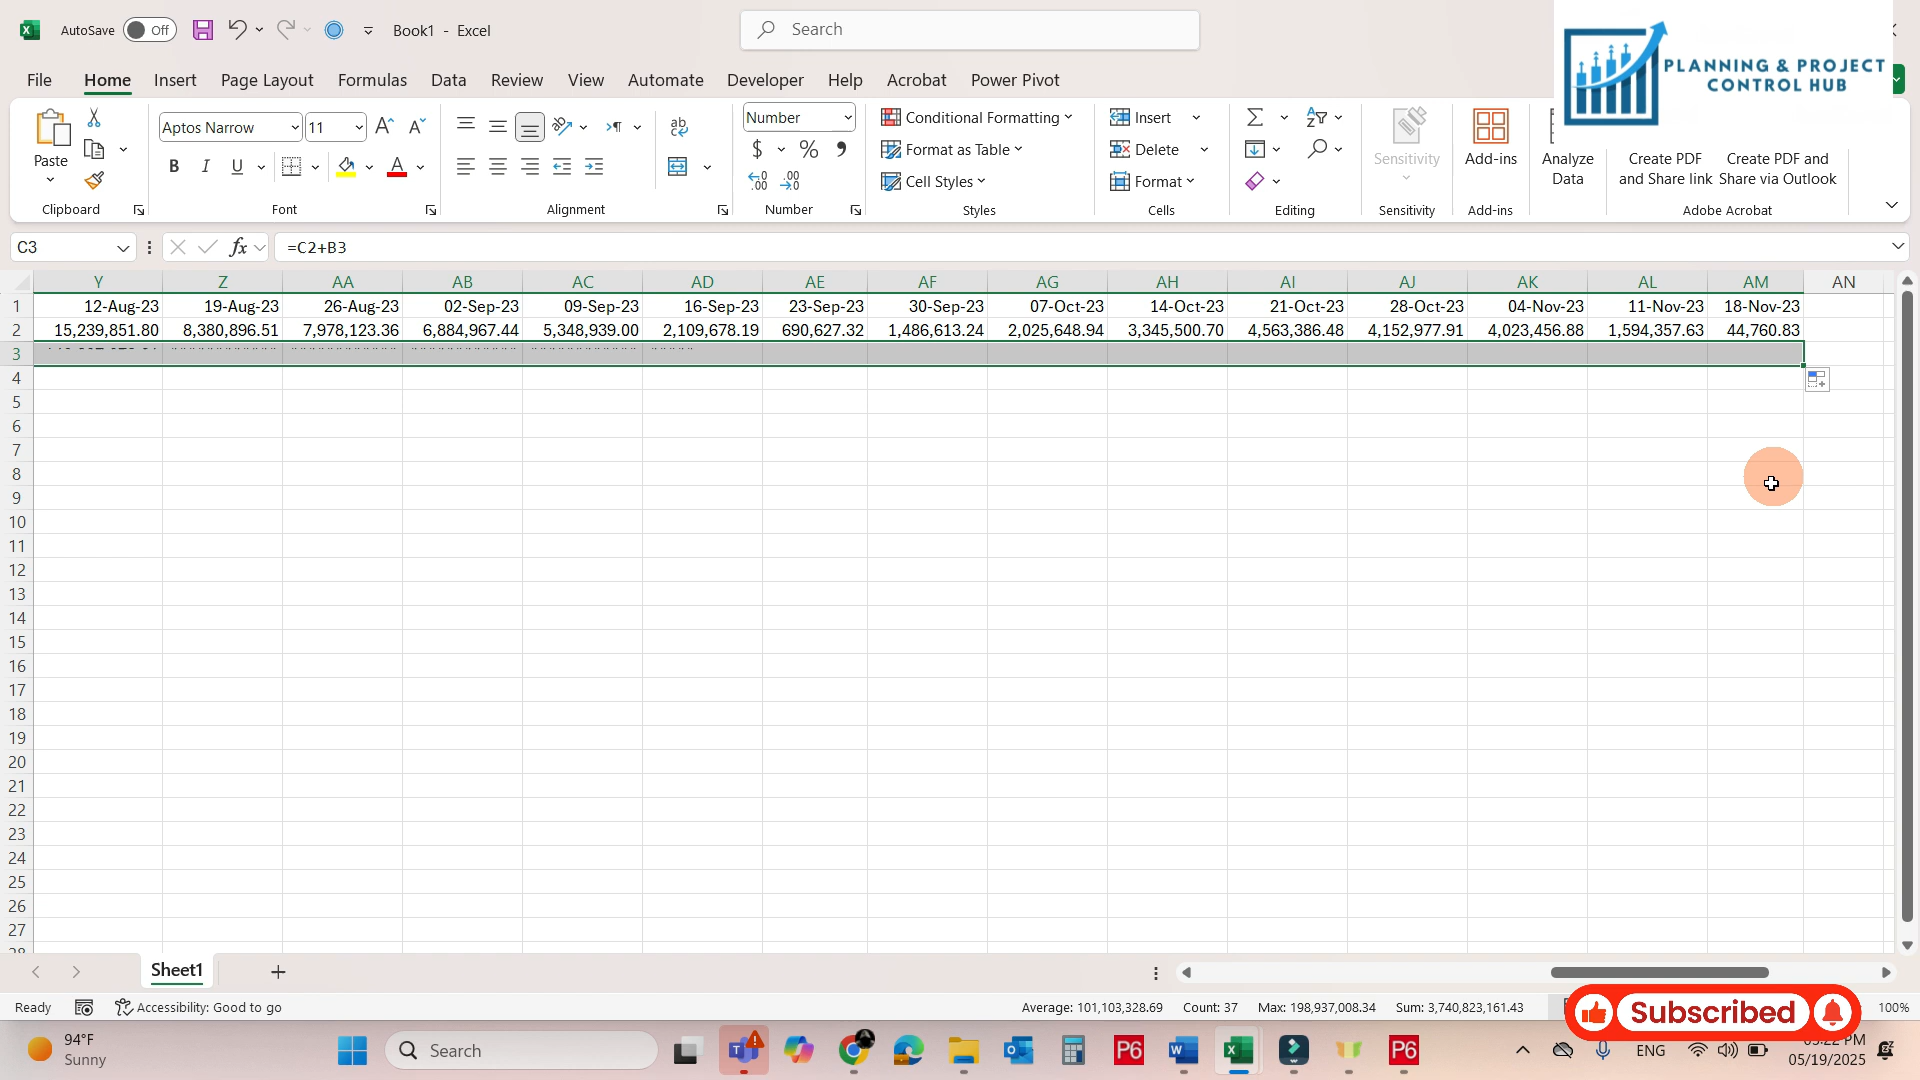 AutoSave Off Book1 - Excel Search
PLANNING & PROJECT
CONTROL HUB
File Home Insert Page Layout Formulas Data Review View Automate Developer Help Acrobat Power Pivot
Paste Aptos Narrow 11 Number Conditional Formatting Insert
Format as Table Delete Sensitivity Add-ins Analyze Data Create PDF and Share link Create PDF and Share via Outlook
Cell Styles Format
Clipboard Font Alignment Number Styles Cells Editing Sensitivity Add-ins Adobe Acrobat
C3 fx =C2+B3
Y Z AA AB AC AD AE AF AG AH AI AJ AK AL AM AN
1 12-Aug-23 19-Aug-23 26-Aug-23 02-Sep-23 09-Sep-23 16-Sep-23 23-Sep-23 30-Sep-23 07-Oct-23 14-Oct-23 21-Oct-23 28-Oct-23 04-Nov-23 11-Nov-23 18-Nov-23
2 15,239,851.80 8,380,896.51 7,978,123.36 6,884,967.44 5,348,939.00 2,109,678.19 690,627.32 1,486,613.24 2,025,648.94 3,345,500.70 4,563,386.48 4,152,977.91 4,023,456.88 1,594,357.63 44,760.83
3
4
5
6
7
8
9
10
11
12
13
14
15
16
17
18
19
20
21
22
23
24
25
26
27
28
Sheet1
Ready Accessibility: Good to go Average: 101,103,328.69 Count: 37 Max: 198,937,008.34 Sum: 3,740,823,161.43 100%
Subscribed
94°F
Sunny
Search
P6
P6
ENG
05/19/2025